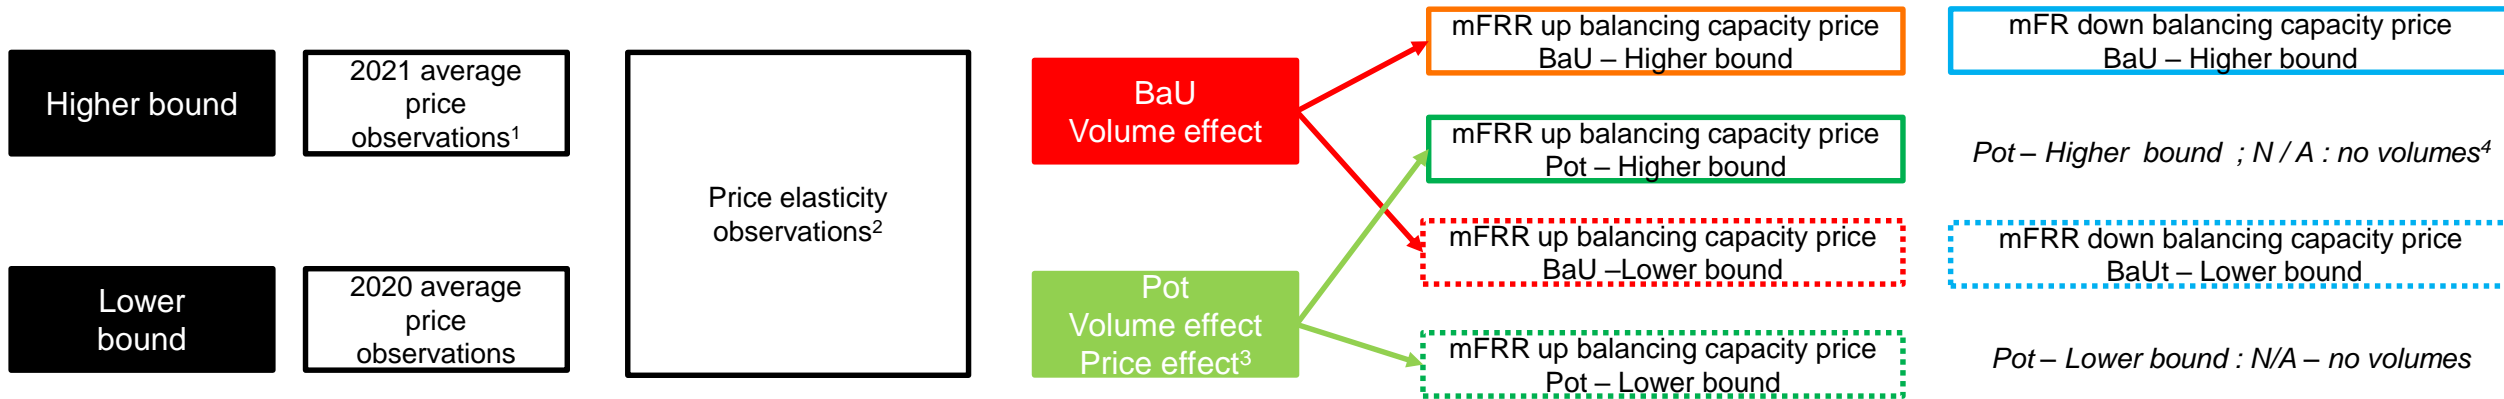 Higher bound
2021 average
price
observations1
Lower
bound
2020 average
price
observations
Price elasticity
observations2
BaU
Volume effect
Pot
Volume effect
Price effect3
mFRR up balancing capacity price
BaU – Higher bound
mFRR up balancing capacity price
Pot – Higher bound
mFRR up balancing capacity price
BaU –Lower bound
mFRR up balancing capacity price
Pot – Lower bound
mFR down balancing capacity price
BaU – Higher bound
Pot – Higher bound ; N / A : no volumes4
mFRR down balancing capacity price
BaUt – Lower bound
Pot – Lower bound : N/A – no volumes